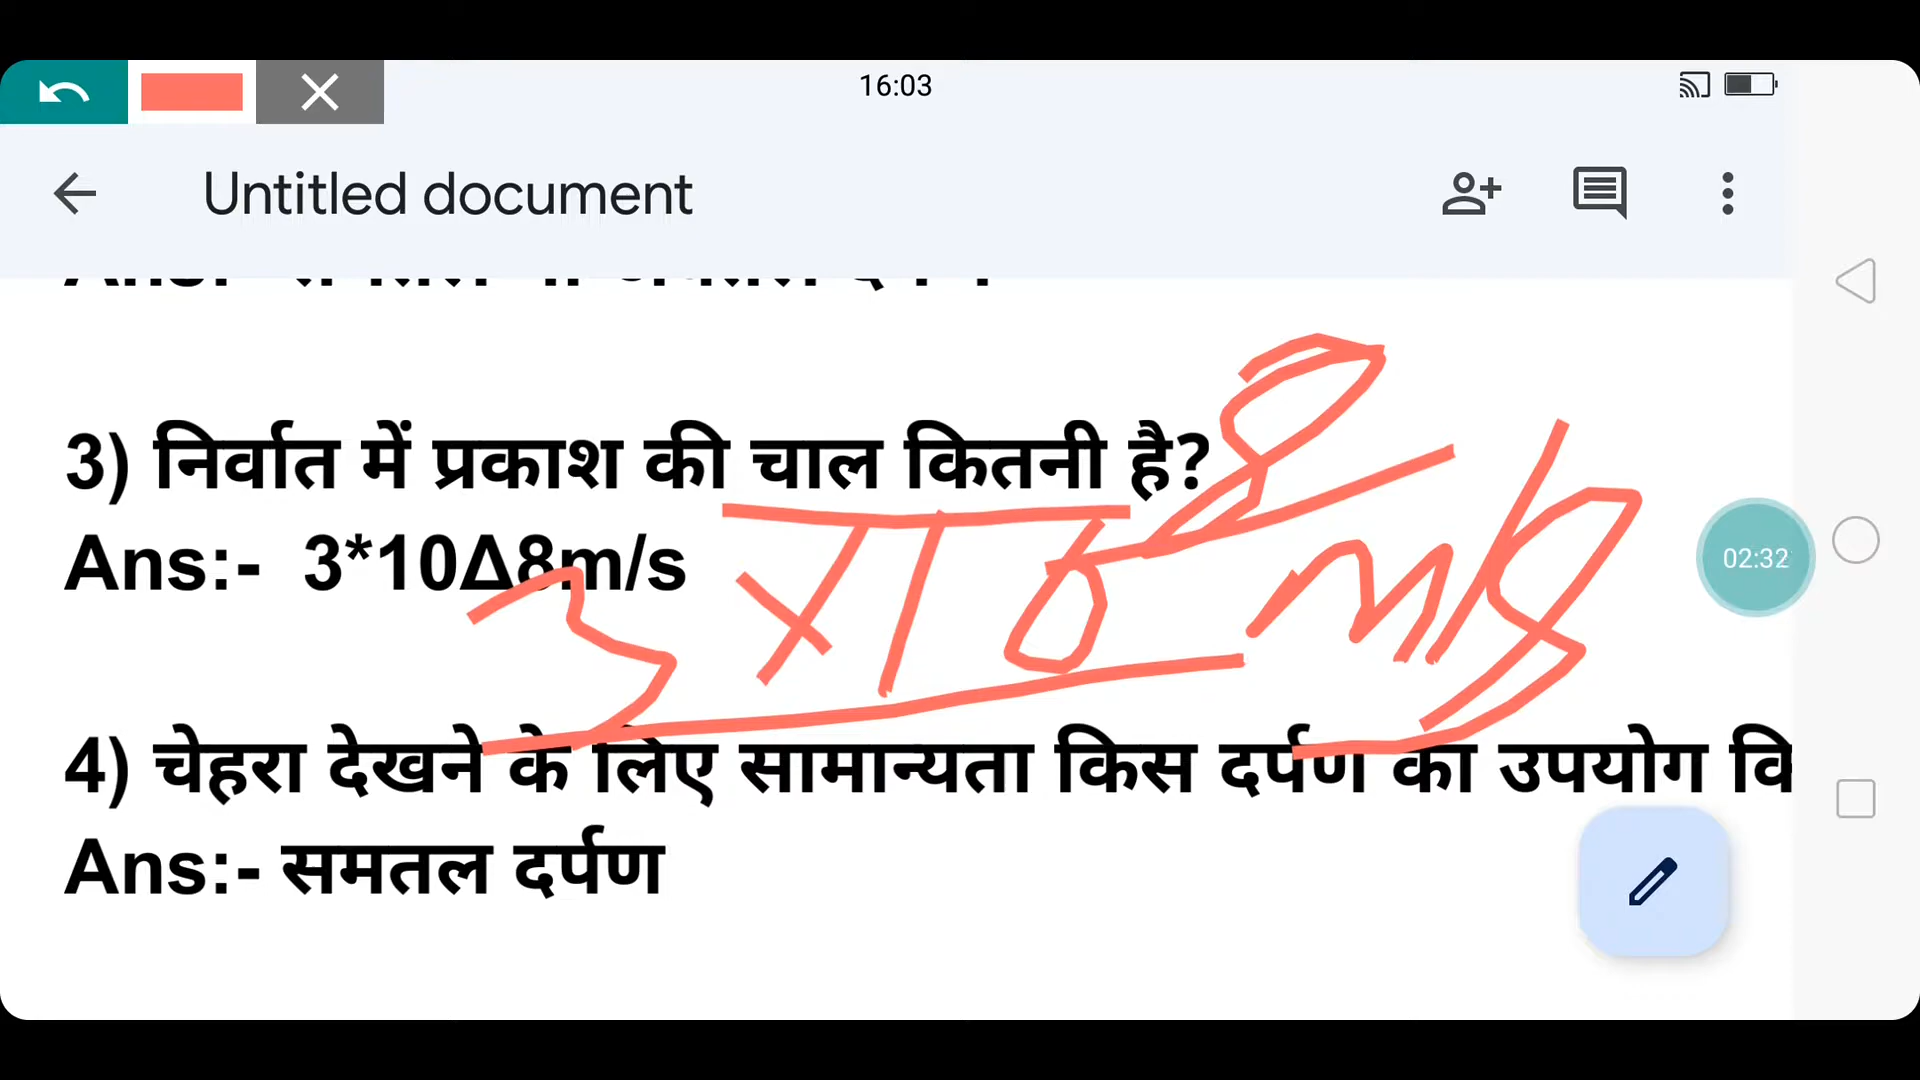 16:03
Untitled document
3) निर्वात में प्रकाश की चाल कितनी है?
Ans:-  3*10Δ8m/s
3 × 10⁸ m/s
02:32
4) चेहरा देखने के लिए सामान्यता किस दर्पण का उपयोग कि
Ans:- समतल दर्पण